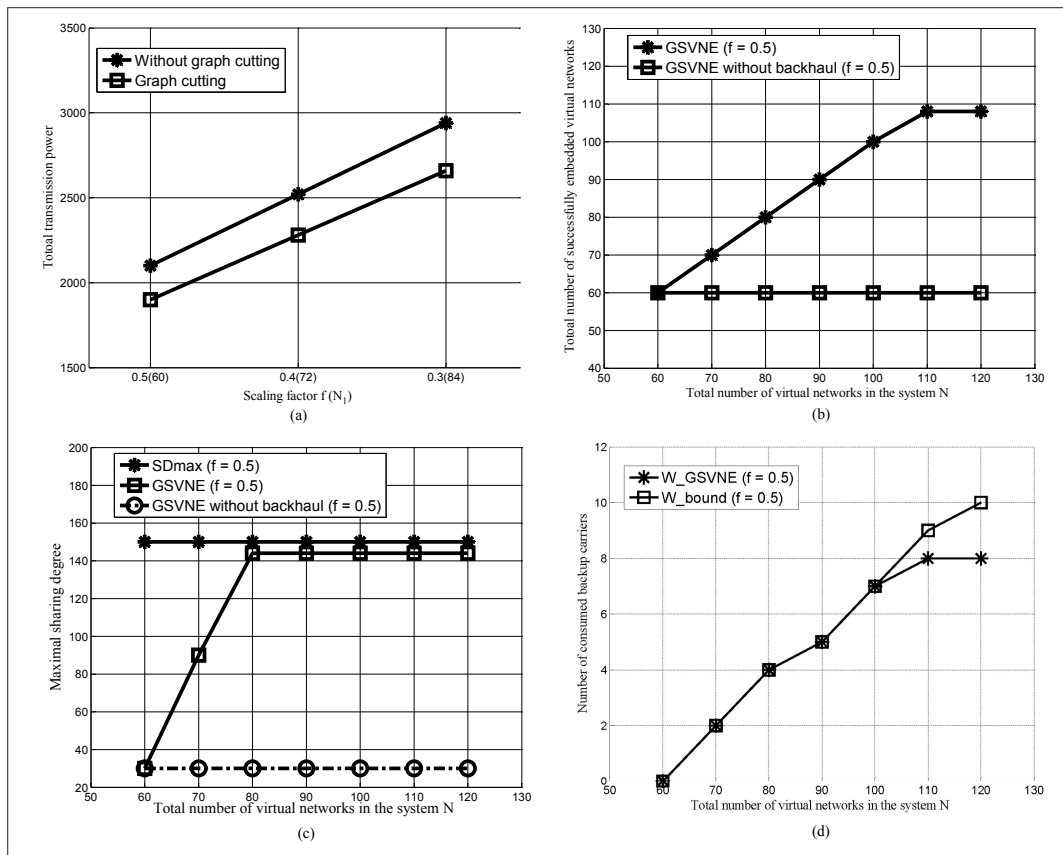 3500
3000
2500
2000
1500
Totoal transmission power
Without graph cutting
Graph cutting
0.5(60)
0.4(72)
0.3(84)
Scaling factor f (N1)
(a)
130
120
110
100
90
80
70
60
50
40
Totoal number of successfully embedded virtual networks
GSVNE (f = 0.5)
GSVNE without backhaul (f = 0.5)
50 60 70 80 90 100 110 120 130
Total number of virtual networks in the system N
(b)
200
180
160
140
120
100
80
60
40
20
Maximal sharing degree
SDmax (f = 0.5)
GSVNE (f = 0.5)
GSVNE without backhaul (f = 0.5)
50 60 70 80 90 100 110 120 130
Total number of virtual networks in the system N
(c)
12
10
8
6
4
2
0
Number of consumed backup carriers
W_GSVNE (f = 0.5)
W_bound (f = 0.5)
50 60 70 80 90 100 110 120 130
Total number of virtual networks in the system N
(d)